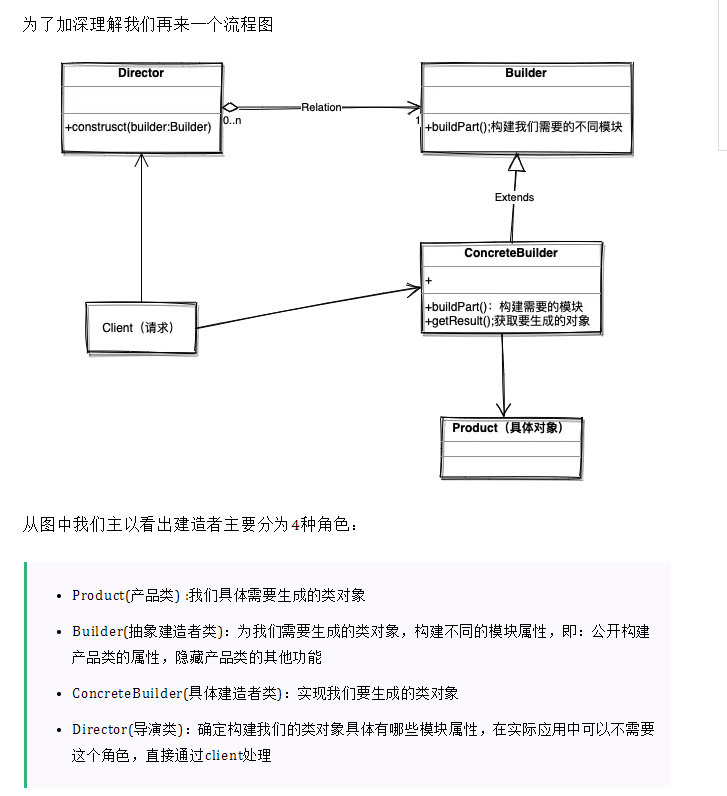 为了加深理解我们再来一个流程图
Director
Builder
Relation
0..n
1
+construsct(builder:Builder)
+buildPart();构建我们需要的不同模块
Extends
ConcreteBuilder
+
+buildPart()：构建需要的模块
+getResult();获取要生成的对象
Client（请求）
Product（具体对象）
从图中我们主以看出建造者主要分为4种角色：
• Product(产品类) :我们具体需要生成的类对象
• Builder(抽象建造者类)：为我们需要生成的类对象，构建不同的模块属性，即：公开构建
产品类的属性，隐藏产品类的其他功能
• ConcreteBuilder(具体建造者类)：实现我们要生成的类对象
• Director(导演类)：确定构建我们的类对象具体有哪些模块属性，在实际应用中可以不需要
这个角色，直接通过client处理